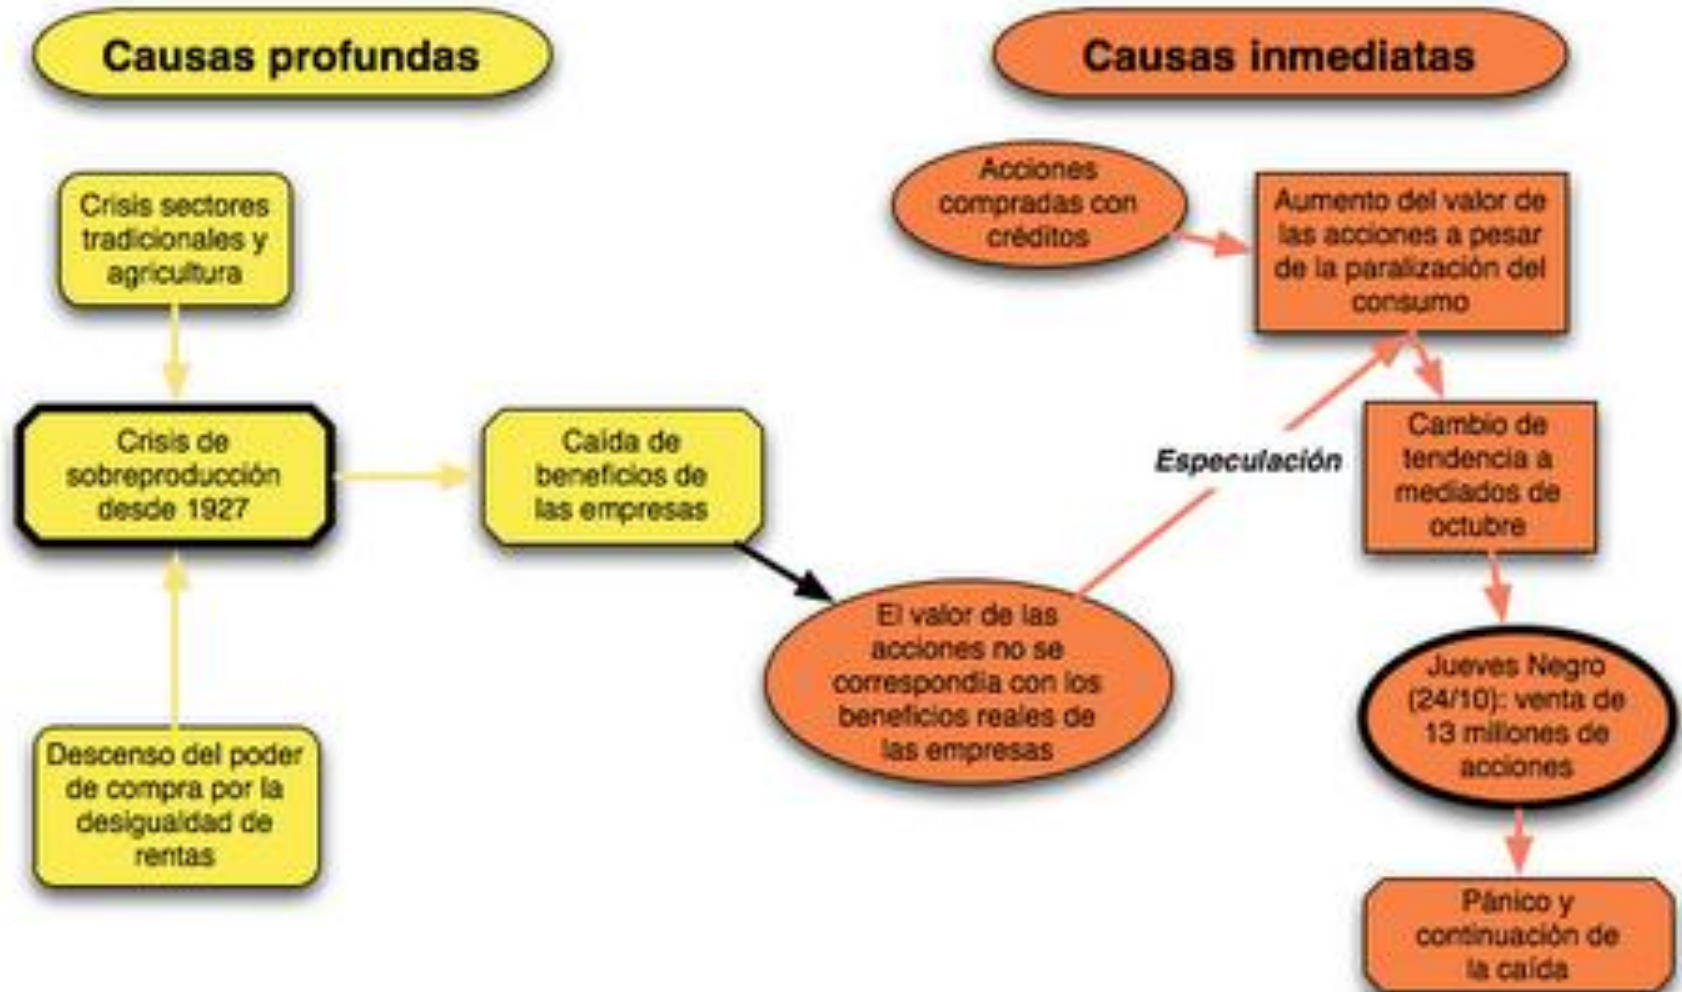 Causas profundas
Causas inmediatas
Crisis sectores
tradicionales y
agricultura
Crisis de
sobreproducción
desde 1927
Descenso del poder
de compra por la
desigualdad de
rentas
Caída de
beneficios de
las empresas
El valor de las
acciones no se
correspondía con los
beneficios reales de
las empresas
Especulación
Acciones
compradas con
créditos
Aumento del valor de
las acciones a pesar
de la paralización del
consumo
Cambio de
tendencia a
mediados de
octubre
Jueves Negro
(24/10): venta de
13 millones de
acciones
Pánico y
continuación de
la caída